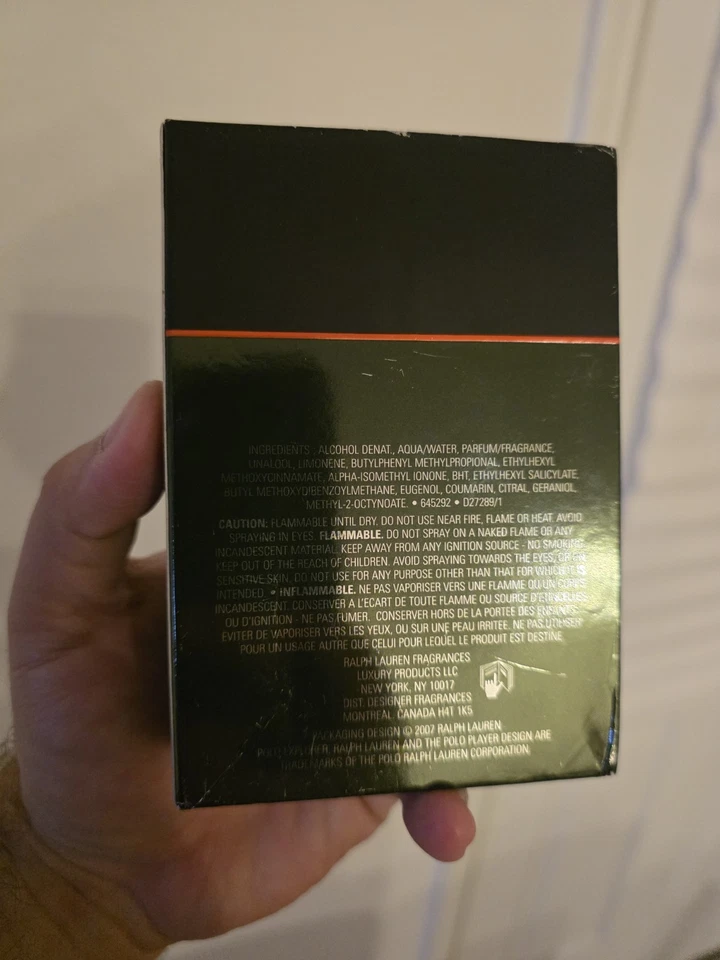 INGREDIENTS: ALCOHOL DENAT., AQUA/WATER, PARFUM/FRAGRANCE,
LINALOOL, LIMONENE, BUTYLPHENYL METHYLPROPIONAL, ETHYLHEXYL
METHOXYCINNAMATE, ALPHA-ISOMETHYL IONONE, BHT, ETHYLHEXYL SALICYLATE,
BUTYL METHOXYDIBENZOYLMETHANE, EUGENOL, COUMARIN, CITRAL, GERANIOL,
METHYL-2-OCTYNOATE. • 645292 • D27289/1
CAUTION: FLAMMABLE UNTIL DRY. DO NOT USE NEAR FIRE, FLAME OR HEAT. AVOID
SPRAYING IN EYES. FLAMMABLE. DO NOT SPRAY ON A NAKED FLAME OR ANY
INCANDESCENT MATERIAL. KEEP AWAY FROM ANY IGNITION SOURCE - NO SMOKING.
KEEP OUT OF THE REACH OF CHILDREN. AVOID SPRAYING TOWARDS THE EYES, OR ON
SENSITIVE SKIN. DO NOT USE FOR ANY PURPOSE OTHER THAN THAT FOR WHICH IT IS
INTENDED. • INFLAMMABLE. NE PAS VAPORISER VERS UNE FLAMME OU UN CORPS
INCANDESCENT. CONSERVER A L'ECART DE TOUTE FLAMME OU SOURCE D'ETINCELLES
OU D'IGNITION - NE PAS FUMER. CONSERVER HORS DE LA PORTEE DES ENFANTS.
EVITER DE VAPORISER VERS LES YEUX, OU SUR UNE PEAU IRRITEE. NE PAS UTILISER
POUR UN USAGE AUTRE QUE CELUI POUR LEQUEL LE PRODUIT EST DESTINE.
RALPH LAUREN FRAGRANCES
LUXURY PRODUCTS LLC
NEW YORK, NY 10017
DIST. DESIGNER FRAGRANCES
MONTREAL, CANADA H4T 1K5
PACKAGING DESIGN © 2007 RALPH LAUREN
POLO EXPLORER, RALPH LAUREN AND THE POLO PLAYER DESIGN ARE
TRADEMARKS OF THE POLO RALPH LAUREN CORPORATION.